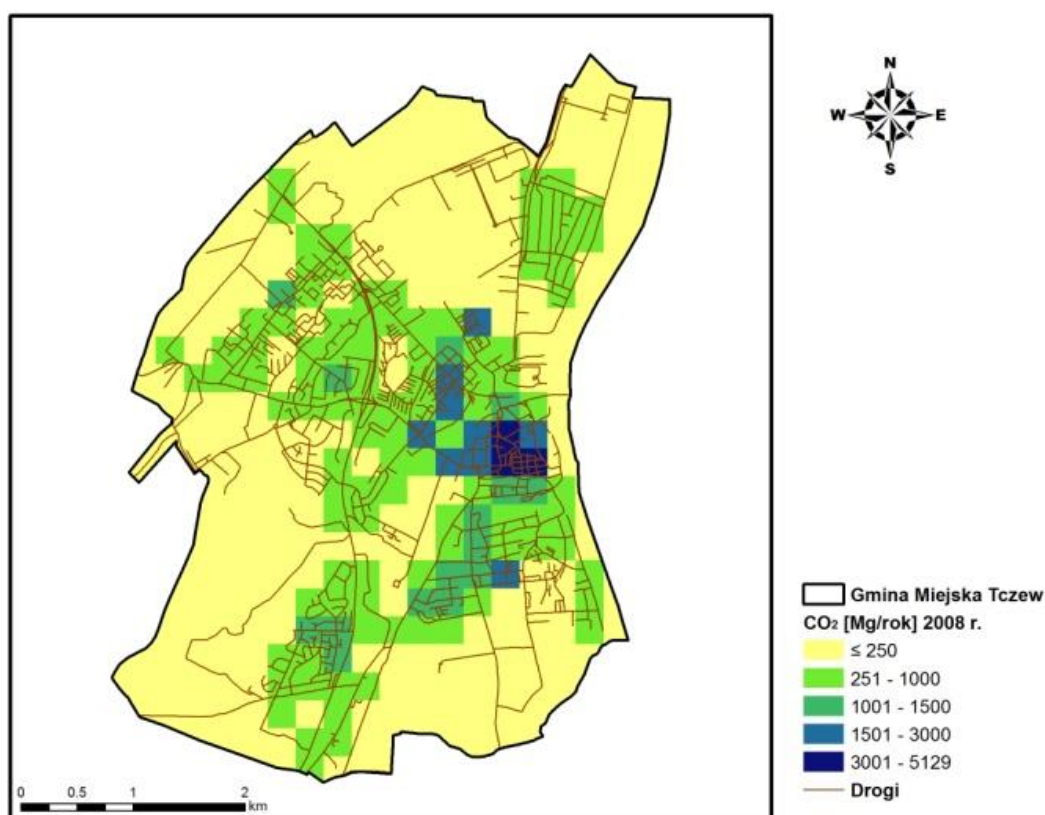 N
W E
S
Gmina Miejska Tczew
CO₂ [Mg/rok] 2008 r.
≤ 250
251 - 1000
1001 - 1500
1501 - 3000
3001 - 5129
Drogi
0 0.5 1 2
km